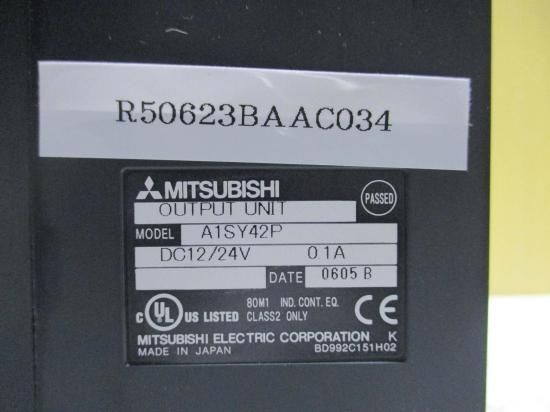 R50623BAAC034
MITSUBISHI
PASSED
OUTPUT UNIT
MODEL A1SY42P
DC12/24V 0.1A
DATE 0605 B
C UL US LISTED 80M1 IND. CONT. EQ. CLASS2 ONLY CE
MITSUBISHI ELECTRIC CORPORATION K
MADE IN JAPAN BD992C151H02